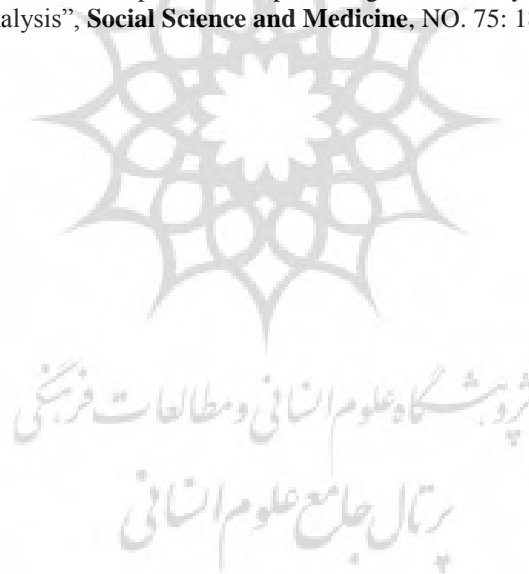 alysis", Social Science and Medicine, NO. 75: 1
پژوهشگاه علوم انسانی و مطالعات فرهنگی
پرتال جامع علوم انسانی